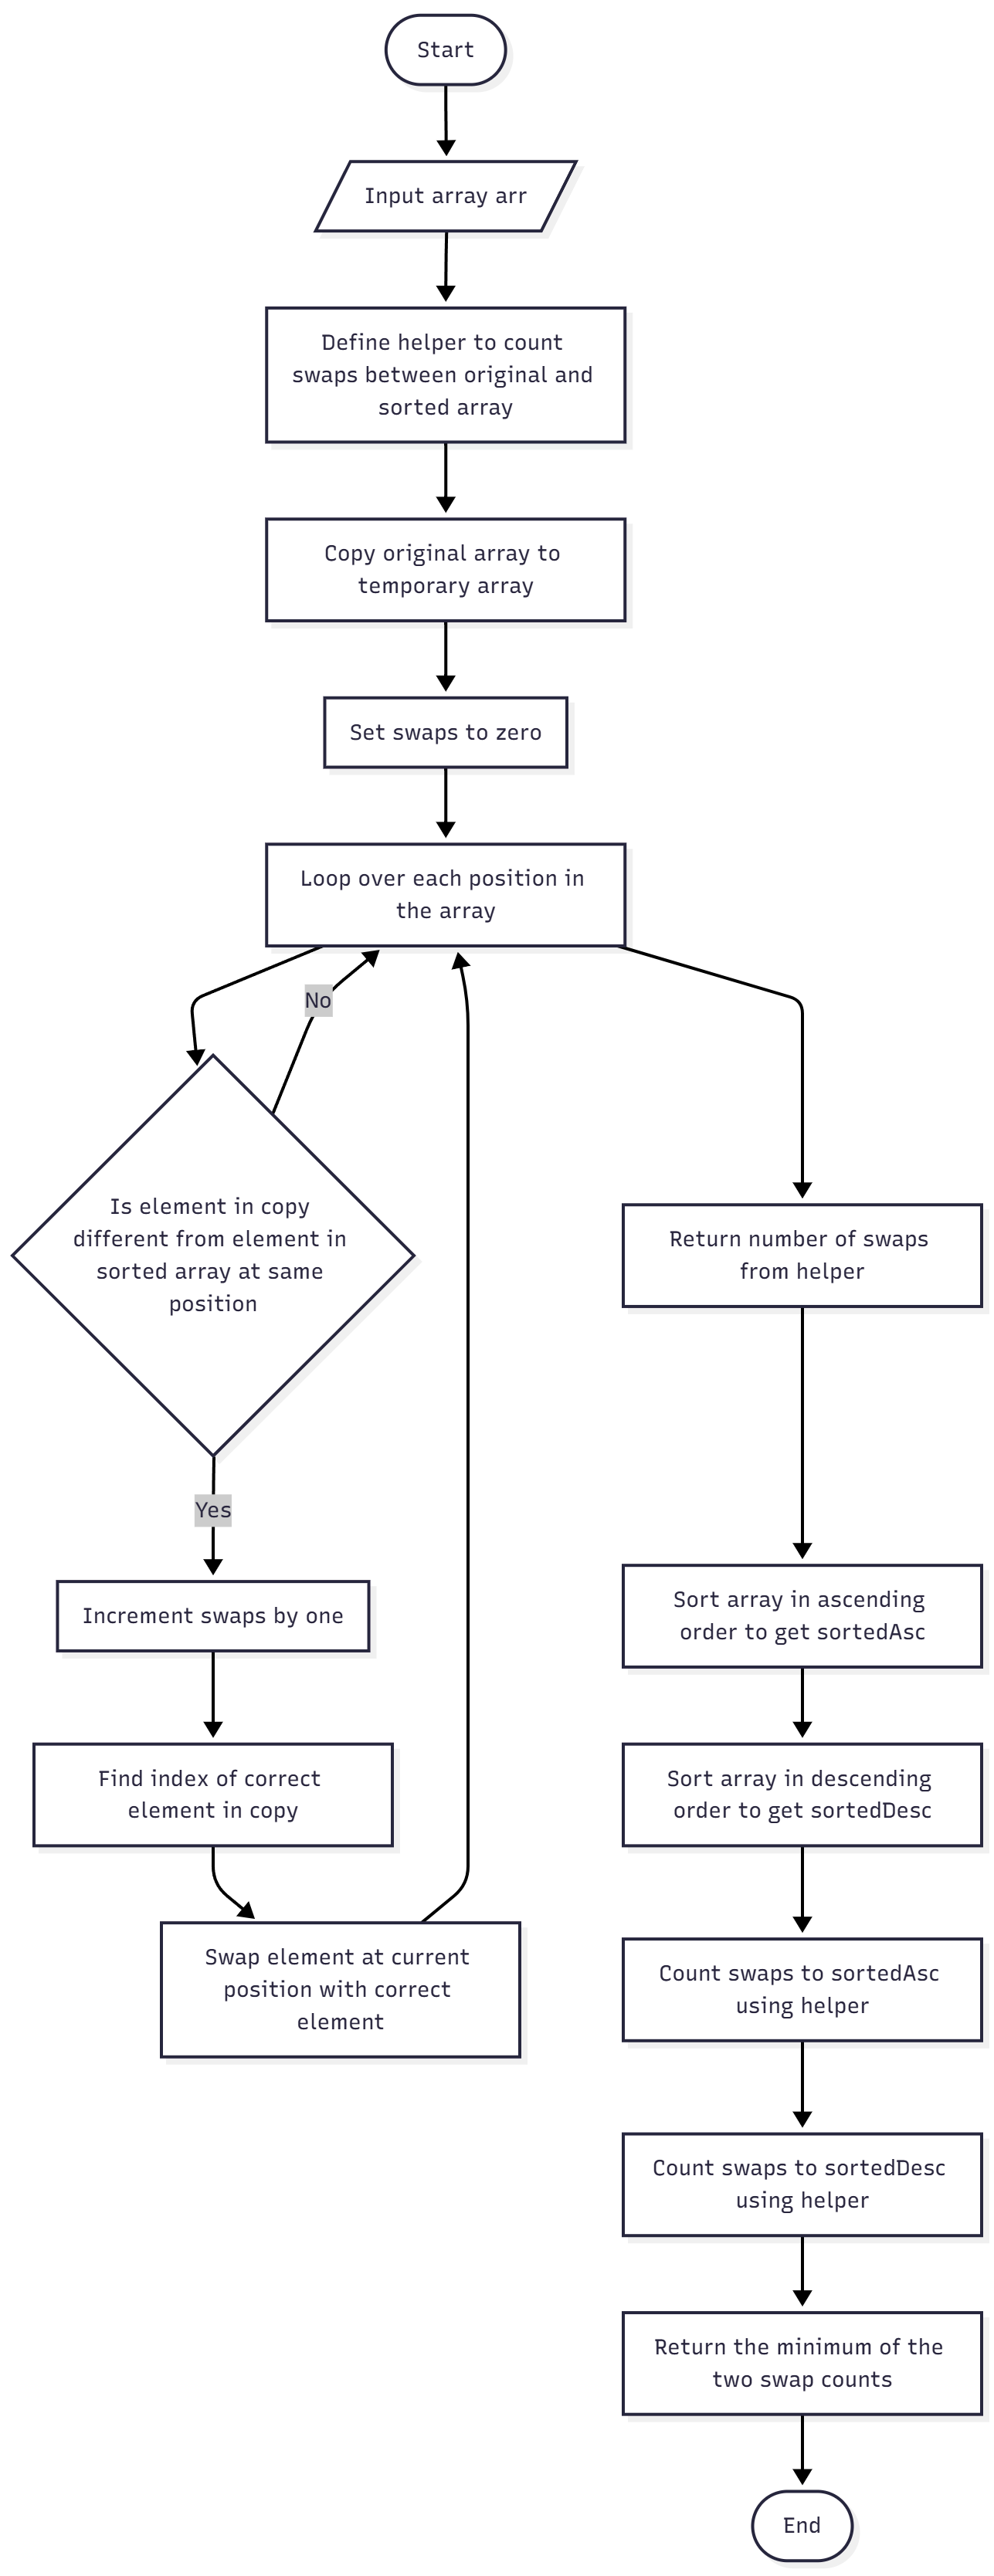 Start
Input array arr
Define helper to count
swaps between original and
sorted array
Copy original array to
temporary array
Set swaps to zero
Loop over each position in
the array
No
Is element in copy
different from element in
sorted array at same
position
Yes
Increment swaps by one
Find index of correct
element in copy
Swap element at current
position with correct
element
Return number of swaps
from helper
Sort array in ascending
order to get sortedAsc
Sort array in descending
order to get sortedDesc
Count swaps to sortedAsc
using helper
Count swaps to sortedDesc
using helper
Return the minimum of the
two swap counts
End